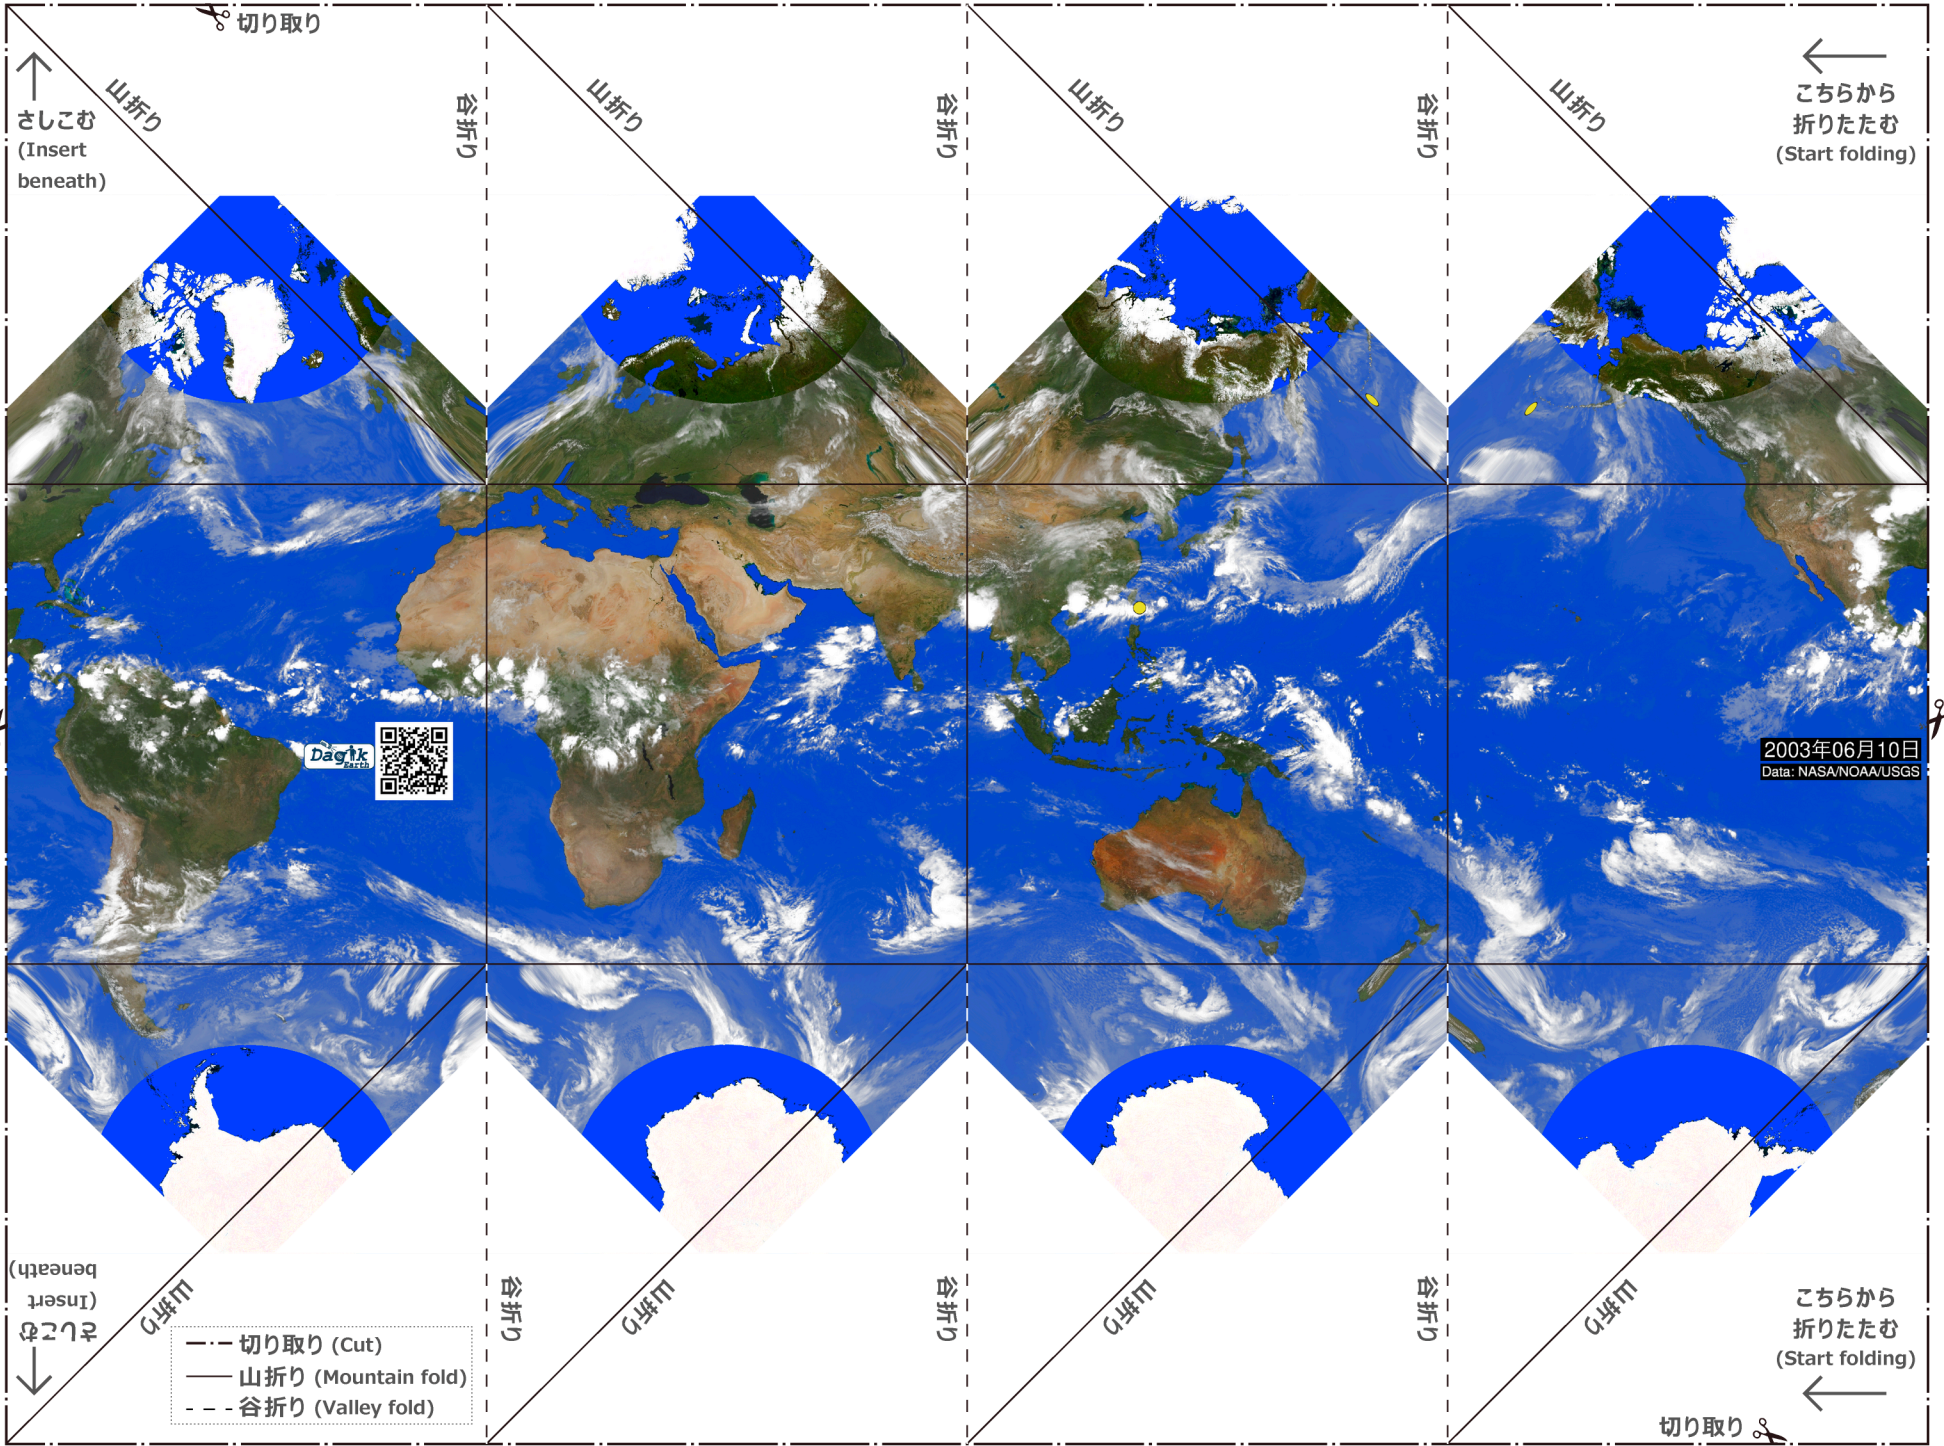 切り取り
さしこむ
(Insert
beneath)
山折り
谷折り
山折り
谷折り
山折り
谷折り
山折り
こちらから
折りたたむ
(Start folding)
Dagik
Earth
2003年06月10日
Data: NASA/NOAA/USGS
さしこむ
(Insert
beneath)
山折り
谷折り
山折り
谷折り
山折り
谷折り
山折り
こちらから
折りたたむ
(Start folding)
切り取り (Cut)
山折り (Mountain fold)
谷折り (Valley fold)
切り取り